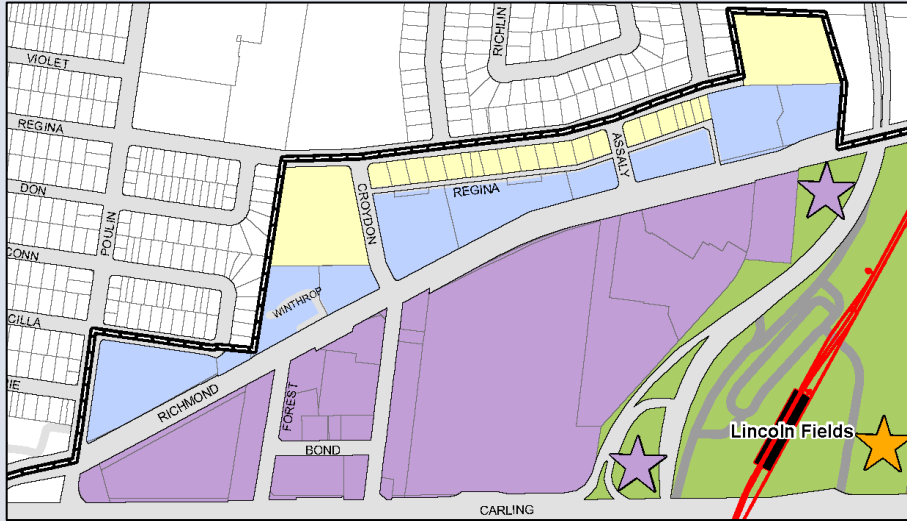 VIOLET
RICHLIN
REGINA
ASSALY
DON
CROYDON
REGINA
POULIN
CONN
WINTHROP
CILLA
IE
RICHMOND
FOREST
BOND
Lincoln Fields
CARLING